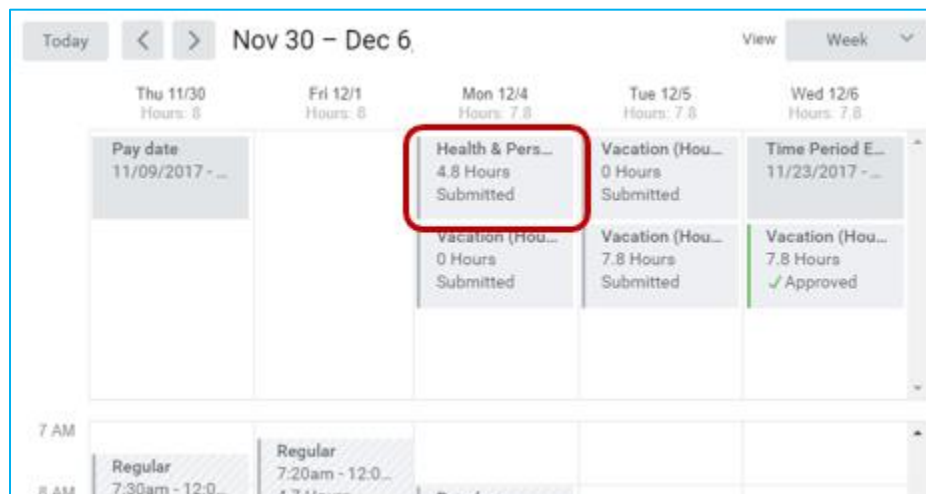 Today < > Nov 30 – Dec 6, View Week
Thu 11/30 Fri 12/1 Mon 12/4 Tue 12/5 Wed 12/6
Hours: 8 Hours: 8 Hours: 7.8 Hours: 7.8 Hours: 7.8
Pay date
11/09/2017 - ...
Health & Pers...
4.8 Hours
Submitted
Vacation (Hou...
0 Hours
Submitted
Time Period E...
11/23/2017 - ...
Vacation (Hou...
0 Hours
Submitted
Vacation (Hou...
7.8 Hours
Submitted
Vacation (Hou...
7.8 Hours
✓ Approved
7 AM
Regular
7:30am - 12:0...
Regular
7:20am - 12:0...
4.7 Hours
8 AM